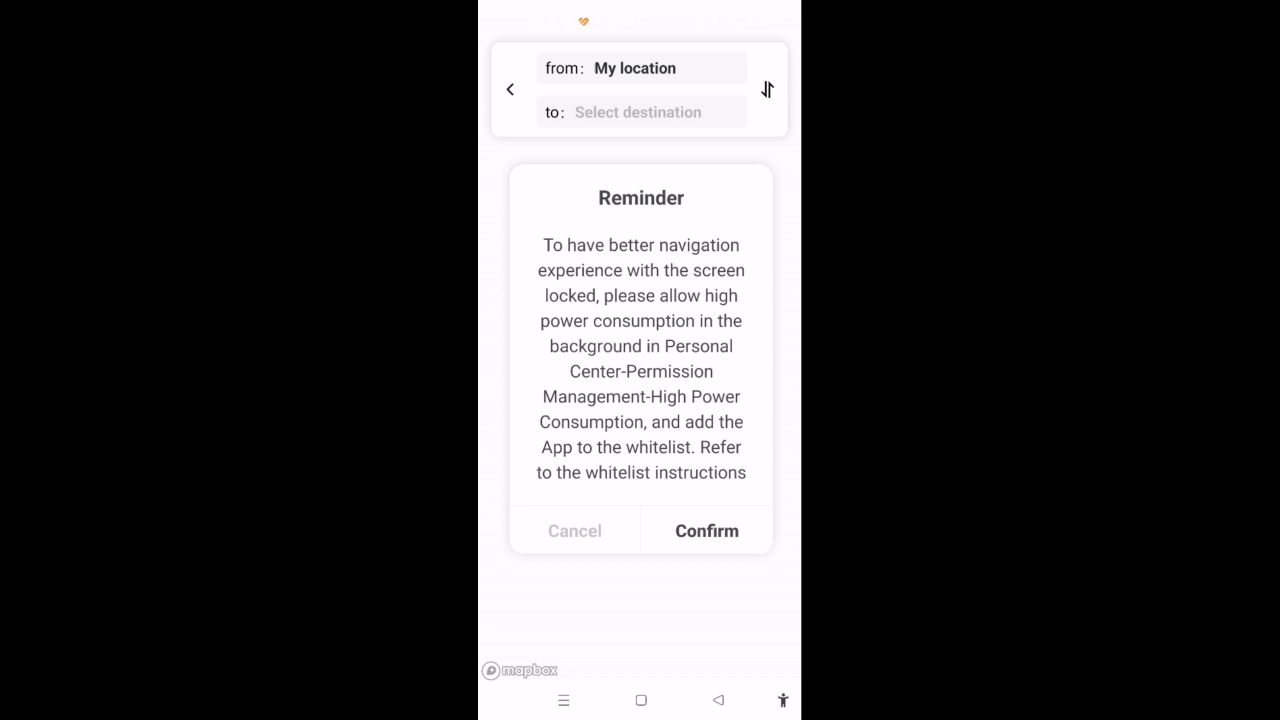 from: My location
to: Select destination
Reminder
To have better navigation
experience with the screen
locked, please allow high
power consumption in the
background in Personal
Center-Permission
Management-High Power
Consumption, and add the
App to the whitelist. Refer
to the whitelist instructions
Cancel
Confirm
mapbox